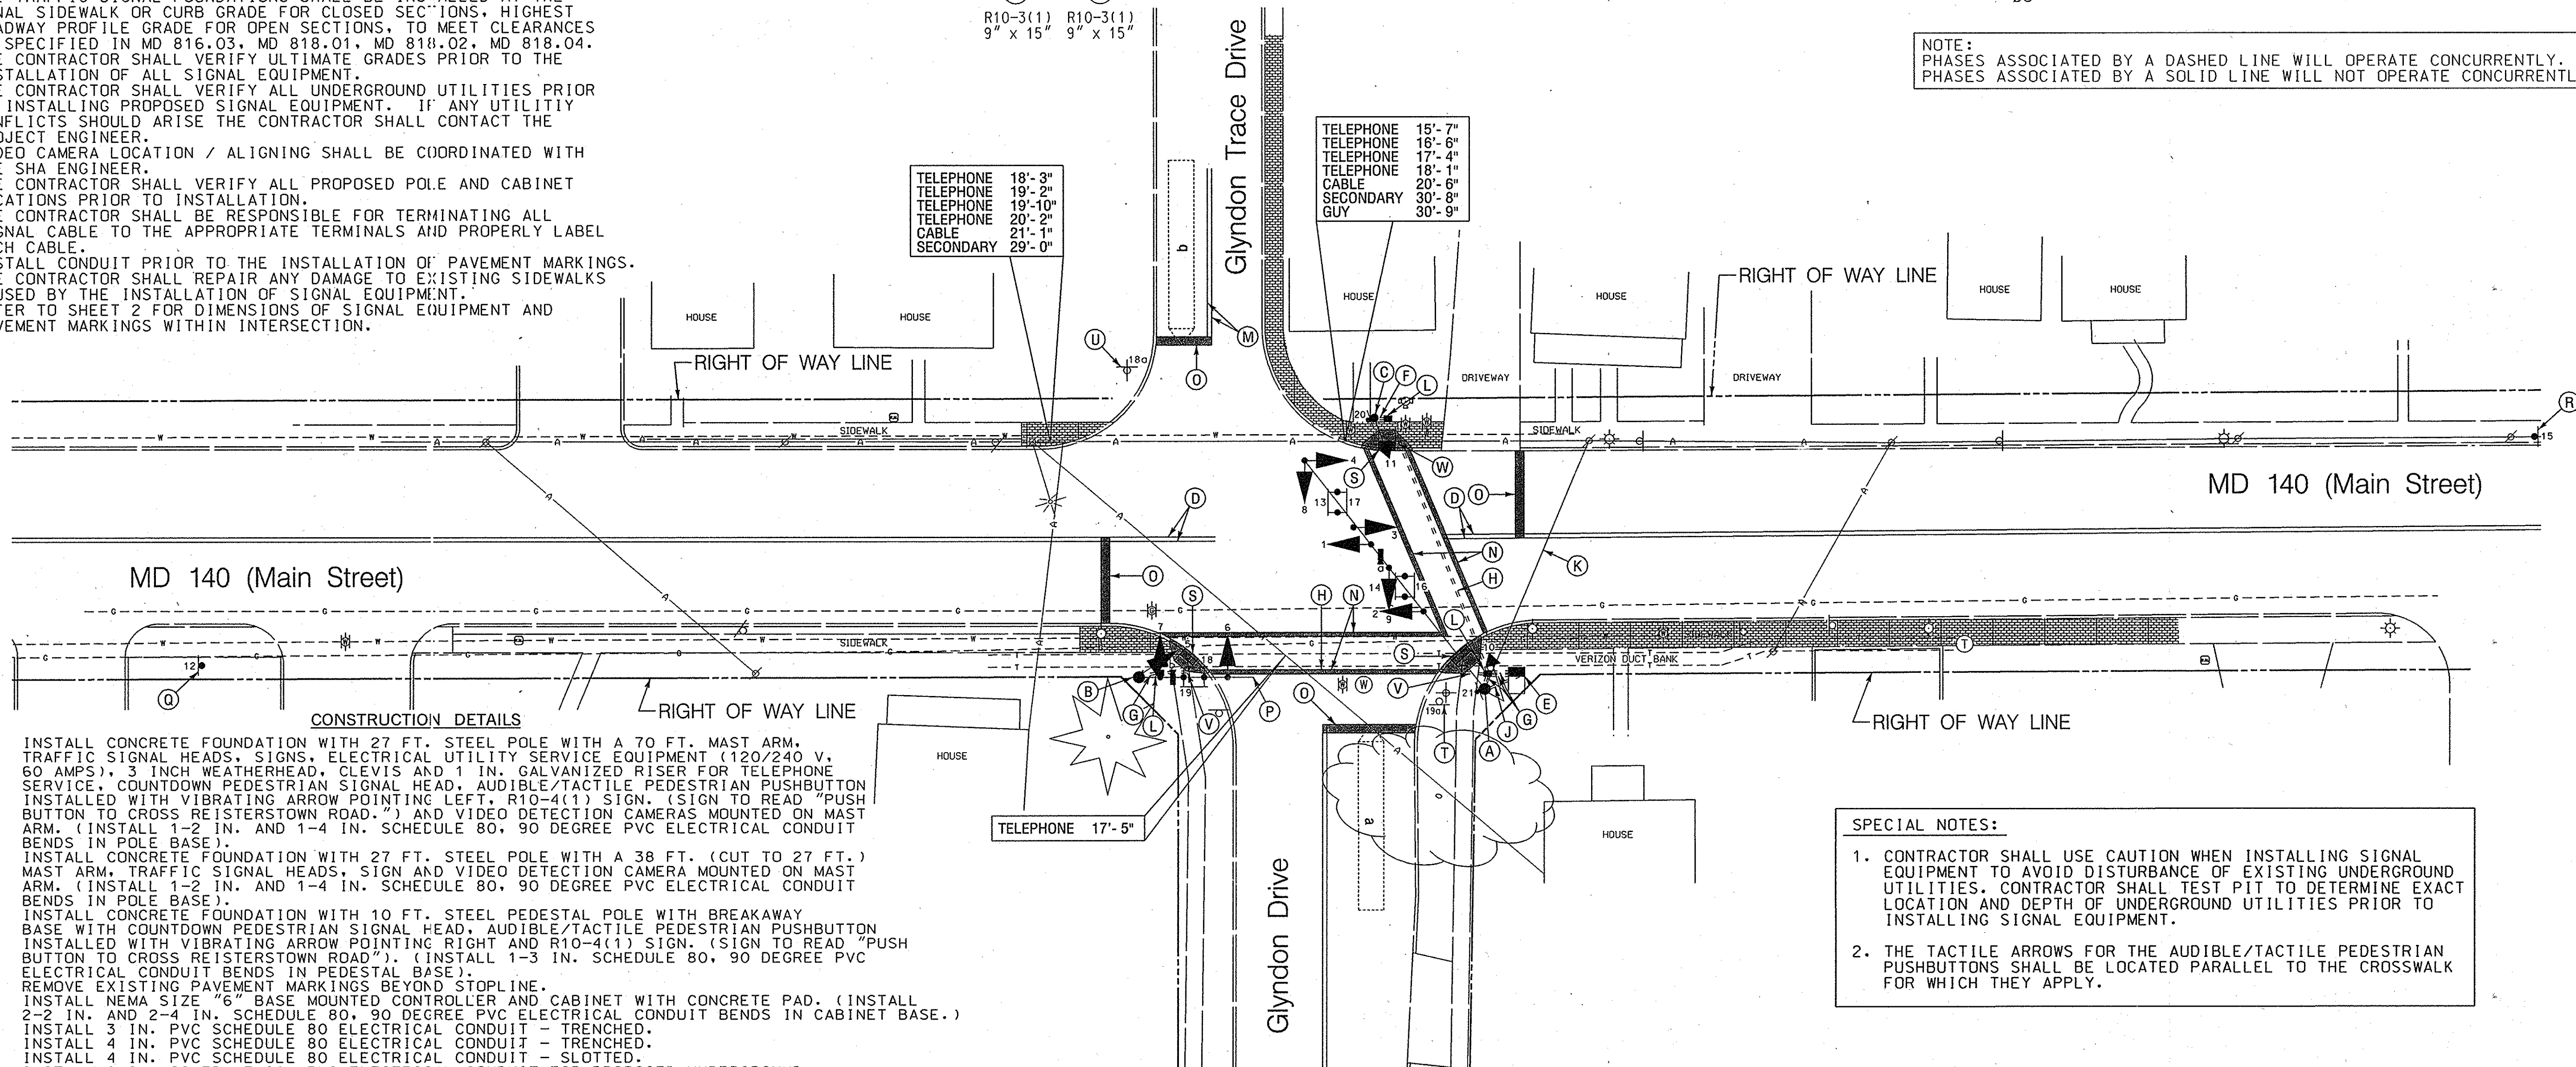 NAL SIDEWALK OR CURB GRADE FOR CLOSED SECTIONS, HIGHEST
ADWAY PROFILE GRADE FOR OPEN SECTIONS, TO MEET CLEARANCES
SPECIFIED IN MD 816.03, MD 818.01, MD 818.02, MD 818.04.
E CONTRACTOR SHALL VERIFY ULTIMATE GRADES PRIOR TO THE
STALLATION OF ALL SIGNAL EQUIPMENT.
E CONTRACTOR SHALL VERIFY ALL UNDERGROUND UTILITIES PRIOR
INSTALLING PROPOSED SIGNAL EQUIPMENT. IF ANY UTILITIY
NFLICTS SHOULD ARISE THE CONTRACTOR SHALL CONTACT THE
OJECT ENGINEER.
DEO CAMERA LOCATION / ALIGNING SHALL BE COORDINATED WITH
E SHA ENGINEER.
E CONTRACTOR SHALL VERIFY ALL PROPOSED POLE AND CABINET
CATIONS PRIOR TO INSTALLATION.
E CONTRACTOR SHALL BE RESPONSIBLE FOR TERMINATING ALL
GNAL CABLE TO THE APPROPRIATE TERMINALS AND PROPERLY LABEL
CH CABLE.
STALL CONDUIT PRIOR TO THE INSTALLATION OF PAVEMENT MARKINGS.
E CONTRACTOR SHALL REPAIR ANY DAMAGE TO EXISTING SIDEWALKS
USED BY THE INSTALLATION OF SIGNAL EQUIPMENT.
FER TO SHEET 2 FOR DIMENSIONS OF SIGNAL EQUIPMENT AND
VEMENT MARKINGS WITHIN INTERSECTION.
R10-3(1) R10-3(1)
9" x 15" 9" x 15"
NOTE:
PHASES ASSOCIATED BY A DASHED LINE WILL OPERATE CONCURRENTLY.
PHASES ASSOCIATED BY A SOLID LINE WILL NOT OPERATE CONCURRENTL
Glyndon Trace Drive
TELEPHONE 18'-3"
TELEPHONE 19'-2"
TELEPHONE 19'-10"
TELEPHONE 20'-2"
CABLE 21'-1"
SECONDARY 29'-0"
TELEPHONE 15'-7"
TELEPHONE 16'-6"
TELEPHONE 17'-4"
TELEPHONE 18'-1"
CABLE 20'-6"
SECONDARY 30'-8"
GUY 30'-9"
b
HOUSE
HOUSE
HOUSE
HOUSE
HOUSE
HOUSE
RIGHT OF WAY LINE
RIGHT OF WAY LINE
U
18a
M
O
C F L
20
DRIVEWAY
DRIVEWAY
R
15
SIDEWALK
SIDEWALK
4
8
13 17
S
11
W
D
D O
3
1
a
14 16
2
9
N
H
K
MD 140 (Main Street)
MD 140 (Main Street)
O
S
H N
L
S
7
6
SIDEWALK
18
19
10
VERIZON DUCT BANK
T
12
Q
B
G
L
V
P
O
W
V
21
19a
E
G
J
T
A
RIGHT OF WAY LINE
RIGHT OF WAY LINE
HOUSE
HOUSE
a
TELEPHONE 17'-5"
Glyndon Drive
CONSTRUCTION DETAILS
INSTALL CONCRETE FOUNDATION WITH 27 FT. STEEL POLE WITH A 70 FT. MAST ARM,
TRAFFIC SIGNAL HEADS, SIGNS, ELECTRICAL UTILITY SERVICE EQUIPMENT (120/240 V,
60 AMPS), 3 INCH WEATHERHEAD, CLEVIS AND 1 IN. GALVANIZED RISER FOR TELEPHONE
SERVICE, COUNTDOWN PEDESTRIAN SIGNAL HEAD, AUDIBLE/TACTILE PEDESTRIAN PUSHBUTTON
INSTALLED WITH VIBRATING ARROW POINTING LEFT, R10-4(1) SIGN. (SIGN TO READ "PUSH
BUTTON TO CROSS REISTERSTOWN ROAD.") AND VIDEO DETECTION CAMERAS MOUNTED ON MAST
ARM. (INSTALL 1-2 IN. AND 1-4 IN. SCHEDULE 80, 90 DEGREE PVC ELECTRICAL CONDUIT
BENDS IN POLE BASE).
INSTALL CONCRETE FOUNDATION WITH 27 FT. STEEL POLE WITH A 38 FT. (CUT TO 27 FT.)
MAST ARM, TRAFFIC SIGNAL HEADS, SIGN AND VIDEO DETECTION CAMERA MOUNTED ON MAST
ARM. (INSTALL 1-2 IN. AND 1-4 IN. SCHEDULE 80, 90 DEGREE PVC ELECTRICAL CONDUIT
BENDS IN POLE BASE).
INSTALL CONCRETE FOUNDATION WITH 10 FT. STEEL PEDESTAL POLE WITH BREAKAWAY
BASE WITH COUNTDOWN PEDESTRIAN SIGNAL HEAD, AUDIBLE/TACTILE PEDESTRIAN PUSHBUTTON
INSTALLED WITH VIBRATING ARROW POINTING RIGHT AND R10-4(1) SIGN. (SIGN TO READ "PUSH
BUTTON TO CROSS REISTERSTOWN ROAD"). (INSTALL 1-3 IN. SCHEDULE 80, 90 DEGREE PVC
ELECTRICAL CONDUIT BENDS IN PEDESTAL BASE).
REMOVE EXISTING PAVEMENT MARKINGS BEYOND STOPLINE.
INSTALL NEMA SIZE "6" BASE MOUNTED CONTROLLER AND CABINET WITH CONCRETE PAD. (INSTALL
2-2 IN. AND 2-4 IN. SCHEDULE 80, 90 DEGREE PVC ELECTRICAL CONDUIT BENDS IN CABINET BASE.)
INSTALL 3 IN. PVC SCHEDULE 80 ELECTRICAL CONDUIT - TRENCHED.
INSTALL 4 IN. PVC SCHEDULE 80 ELECTRICAL CONDUIT - TRENCHED.
INSTALL 4 IN. PVC SCHEDULE 80 ELECTRICAL CONDUIT - SLOTTED.
SPECIAL NOTES:
1. CONTRACTOR SHALL USE CAUTION WHEN INSTALLING SIGNAL
EQUIPMENT TO AVOID DISTURBANCE OF EXISTING UNDERGROUND
UTILITIES. CONTRACTOR SHALL TEST PIT TO DETERMINE EXACT
LOCATION AND DEPTH OF UNDERGROUND UTILITIES PRIOR TO
INSTALLING SIGNAL EQUIPMENT.
2. THE TACTILE ARROWS FOR THE AUDIBLE/TACTILE PEDESTRIAN
PUSHBUTTONS SHALL BE LOCATED PARALLEL TO THE CROSSWALK
FOR WHICH THEY APPLY.